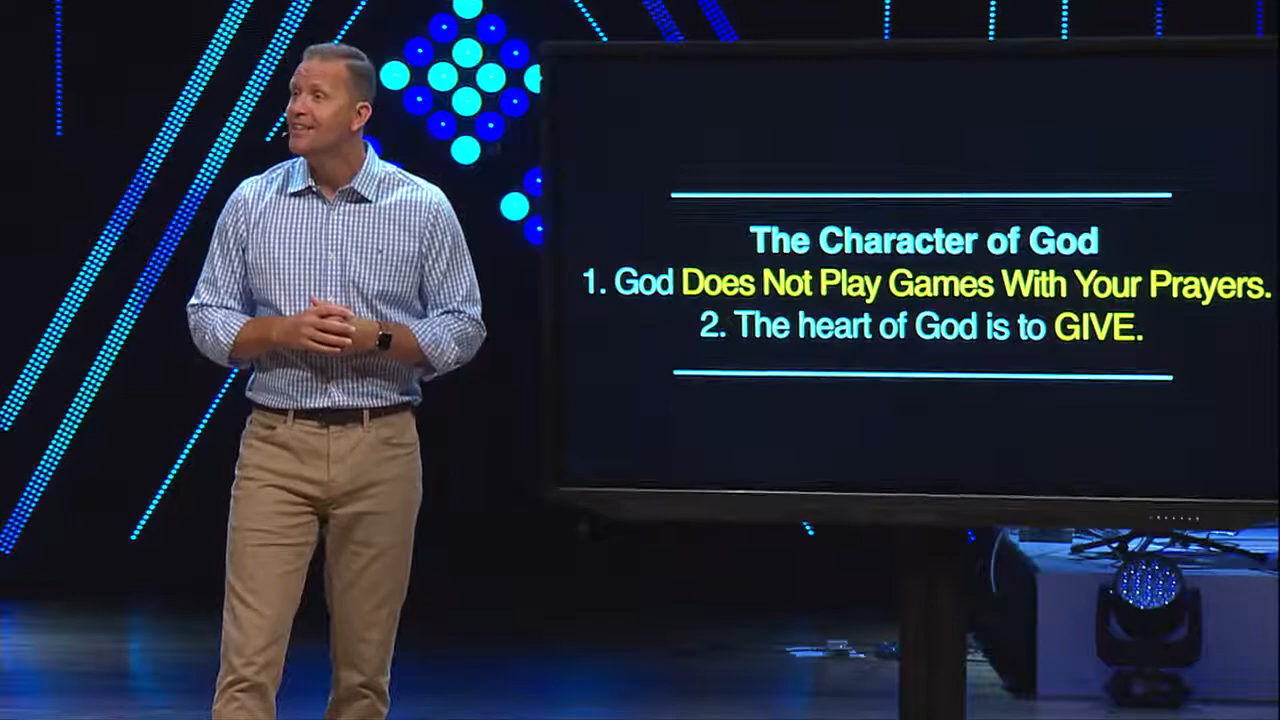 The Character of God
1. God Does Not Play Games With Your Prayers.
2. The heart of God is to GIVE.